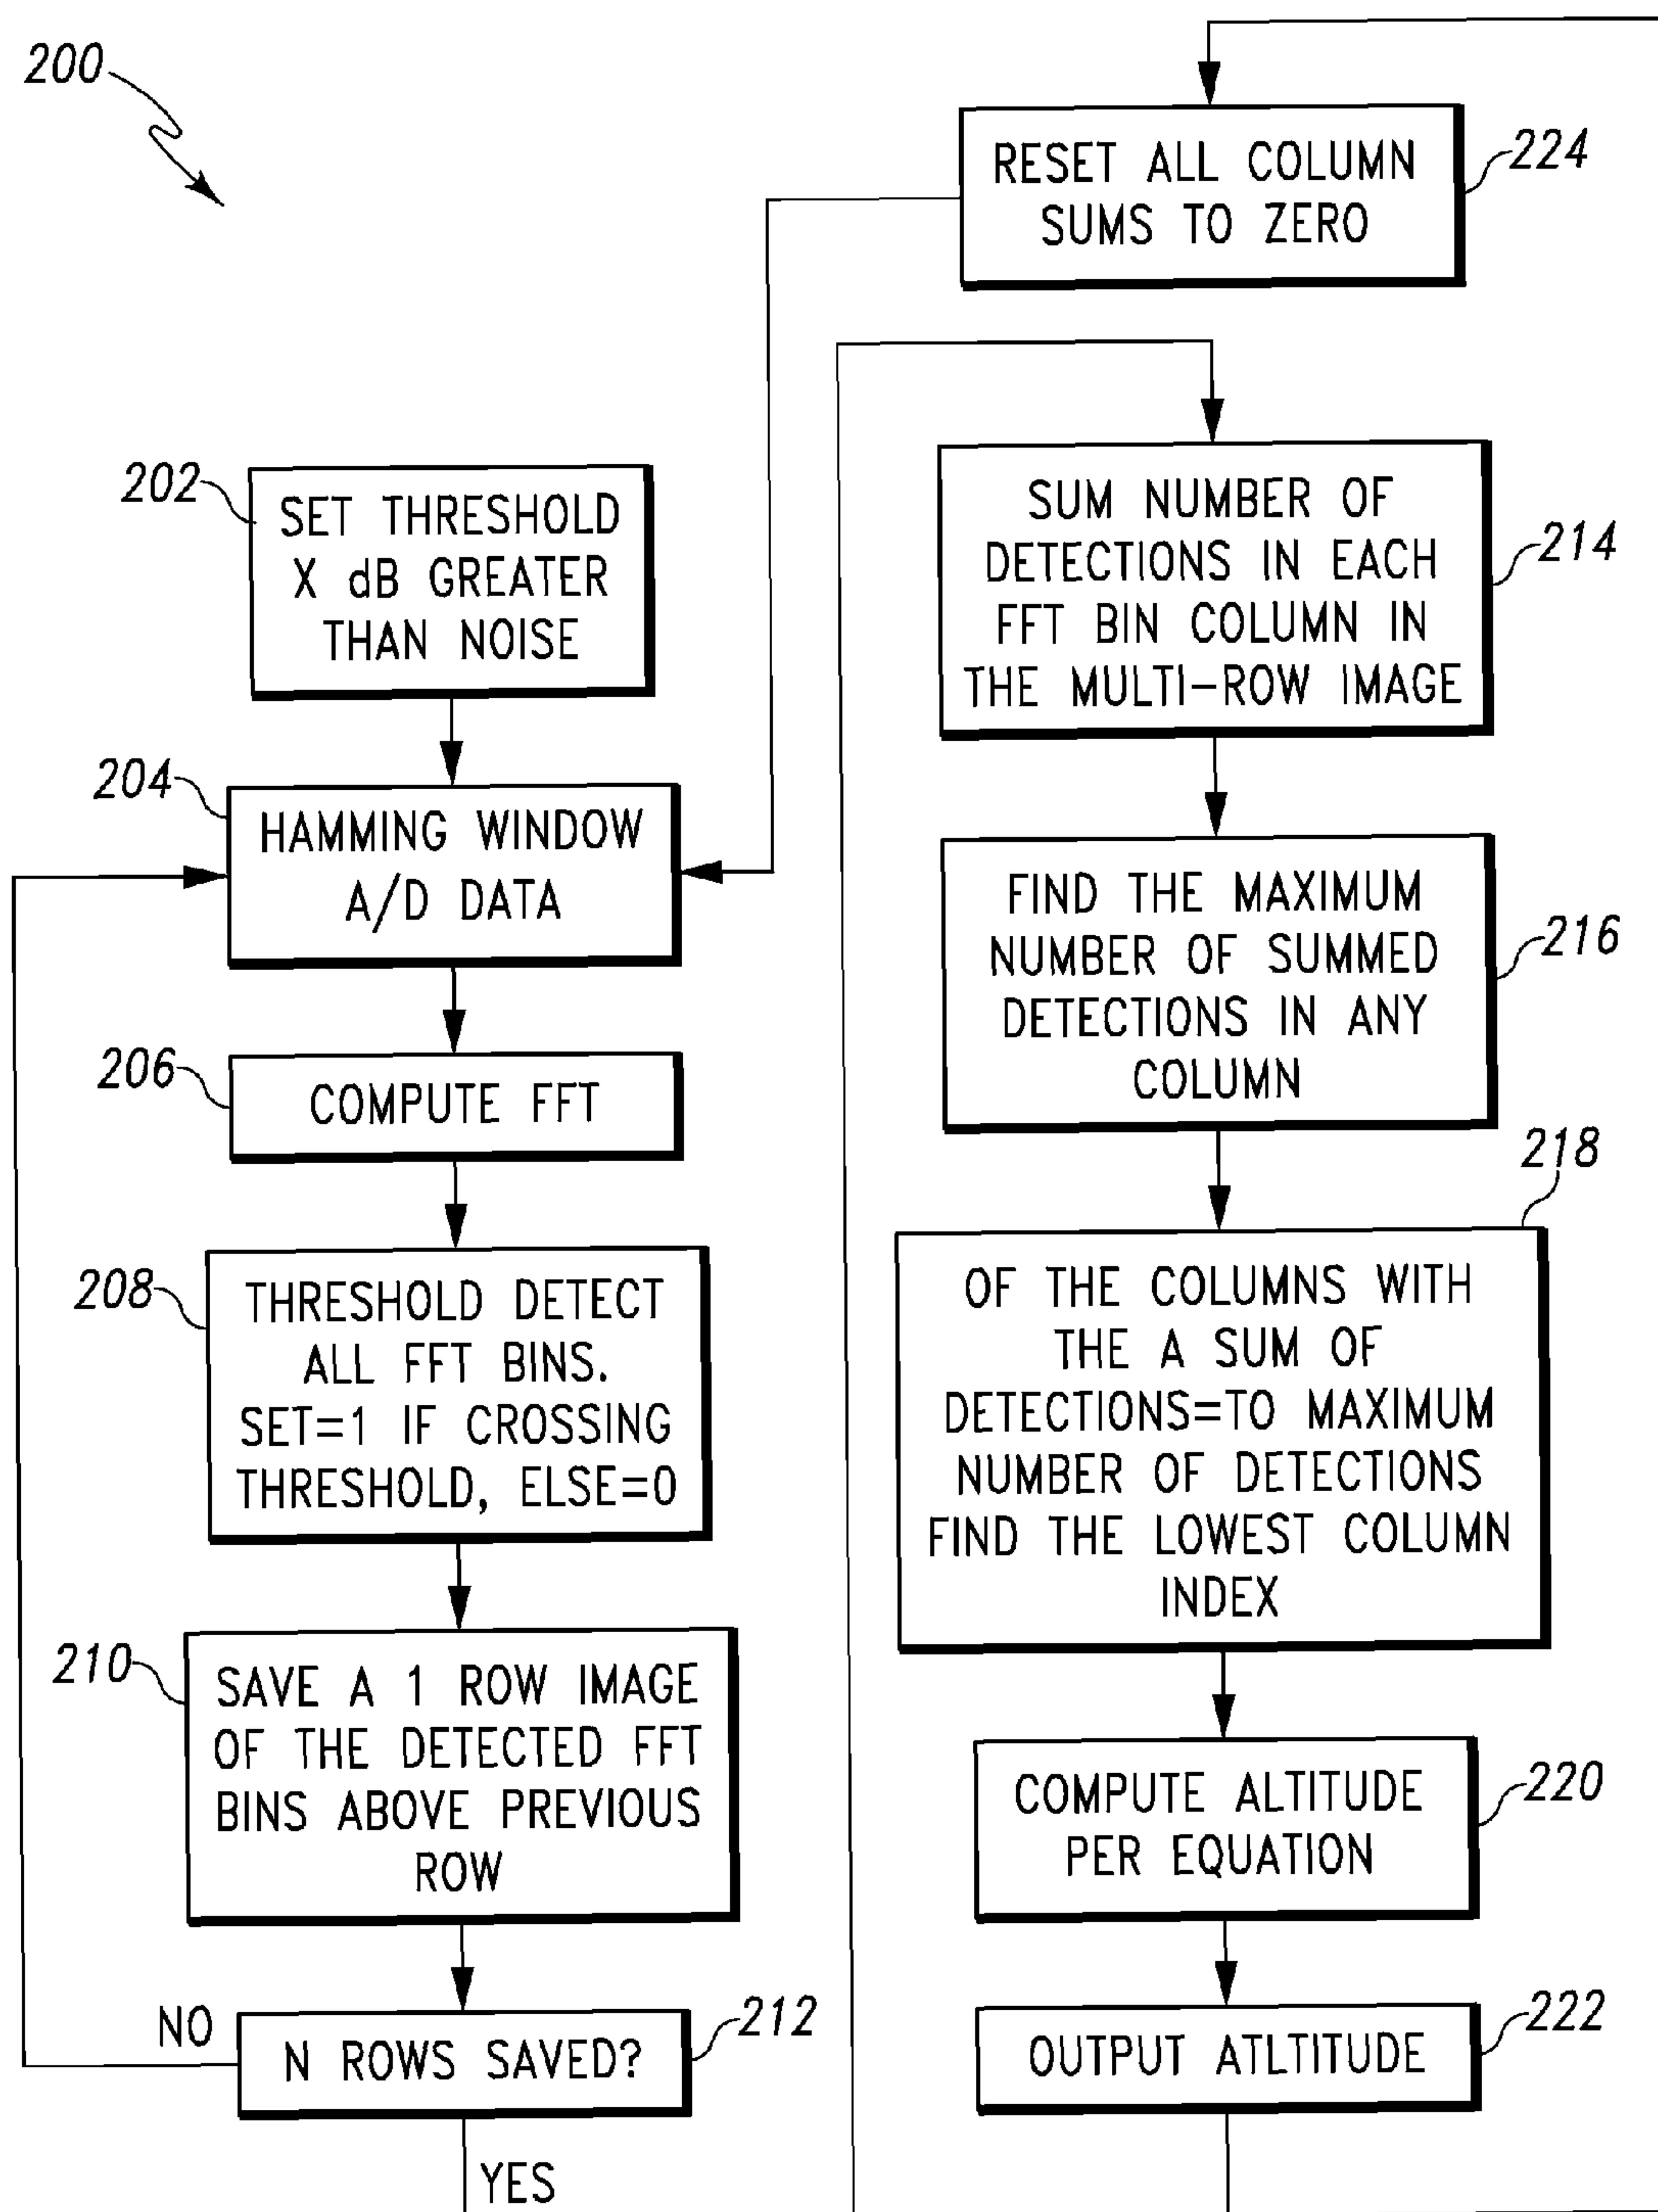 200
202
SET THRESHOLD
X dB GREATER
THAN NOISE
204
HAMMING WINDOW
A/D DATA
206
COMPUTE FFT
208
THRESHOLD DETECT
ALL FFT BINS.
SET=1 IF CROSSING
THRESHOLD, ELSE=0
210
SAVE A 1 ROW IMAGE
OF THE DETECTED FFT
BINS ABOVE PREVIOUS
ROW
NO
N ROWS SAVED?
212
YES
RESET ALL COLUMN
SUMS TO ZERO
224
SUM NUMBER OF
DETECTIONS IN EACH
FFT BIN COLUMN IN
THE MULTI-ROW IMAGE
214
FIND THE MAXIMUM
NUMBER OF SUMMED
DETECTIONS IN ANY
COLUMN
216
218
OF THE COLUMNS WITH
THE A SUM OF
DETECTIONS=TO MAXIMUM
NUMBER OF DETECTIONS
FIND THE LOWEST COLUMN
INDEX
COMPUTE ALTITUDE
PER EQUATION
220
OUTPUT ATLTITUDE
222